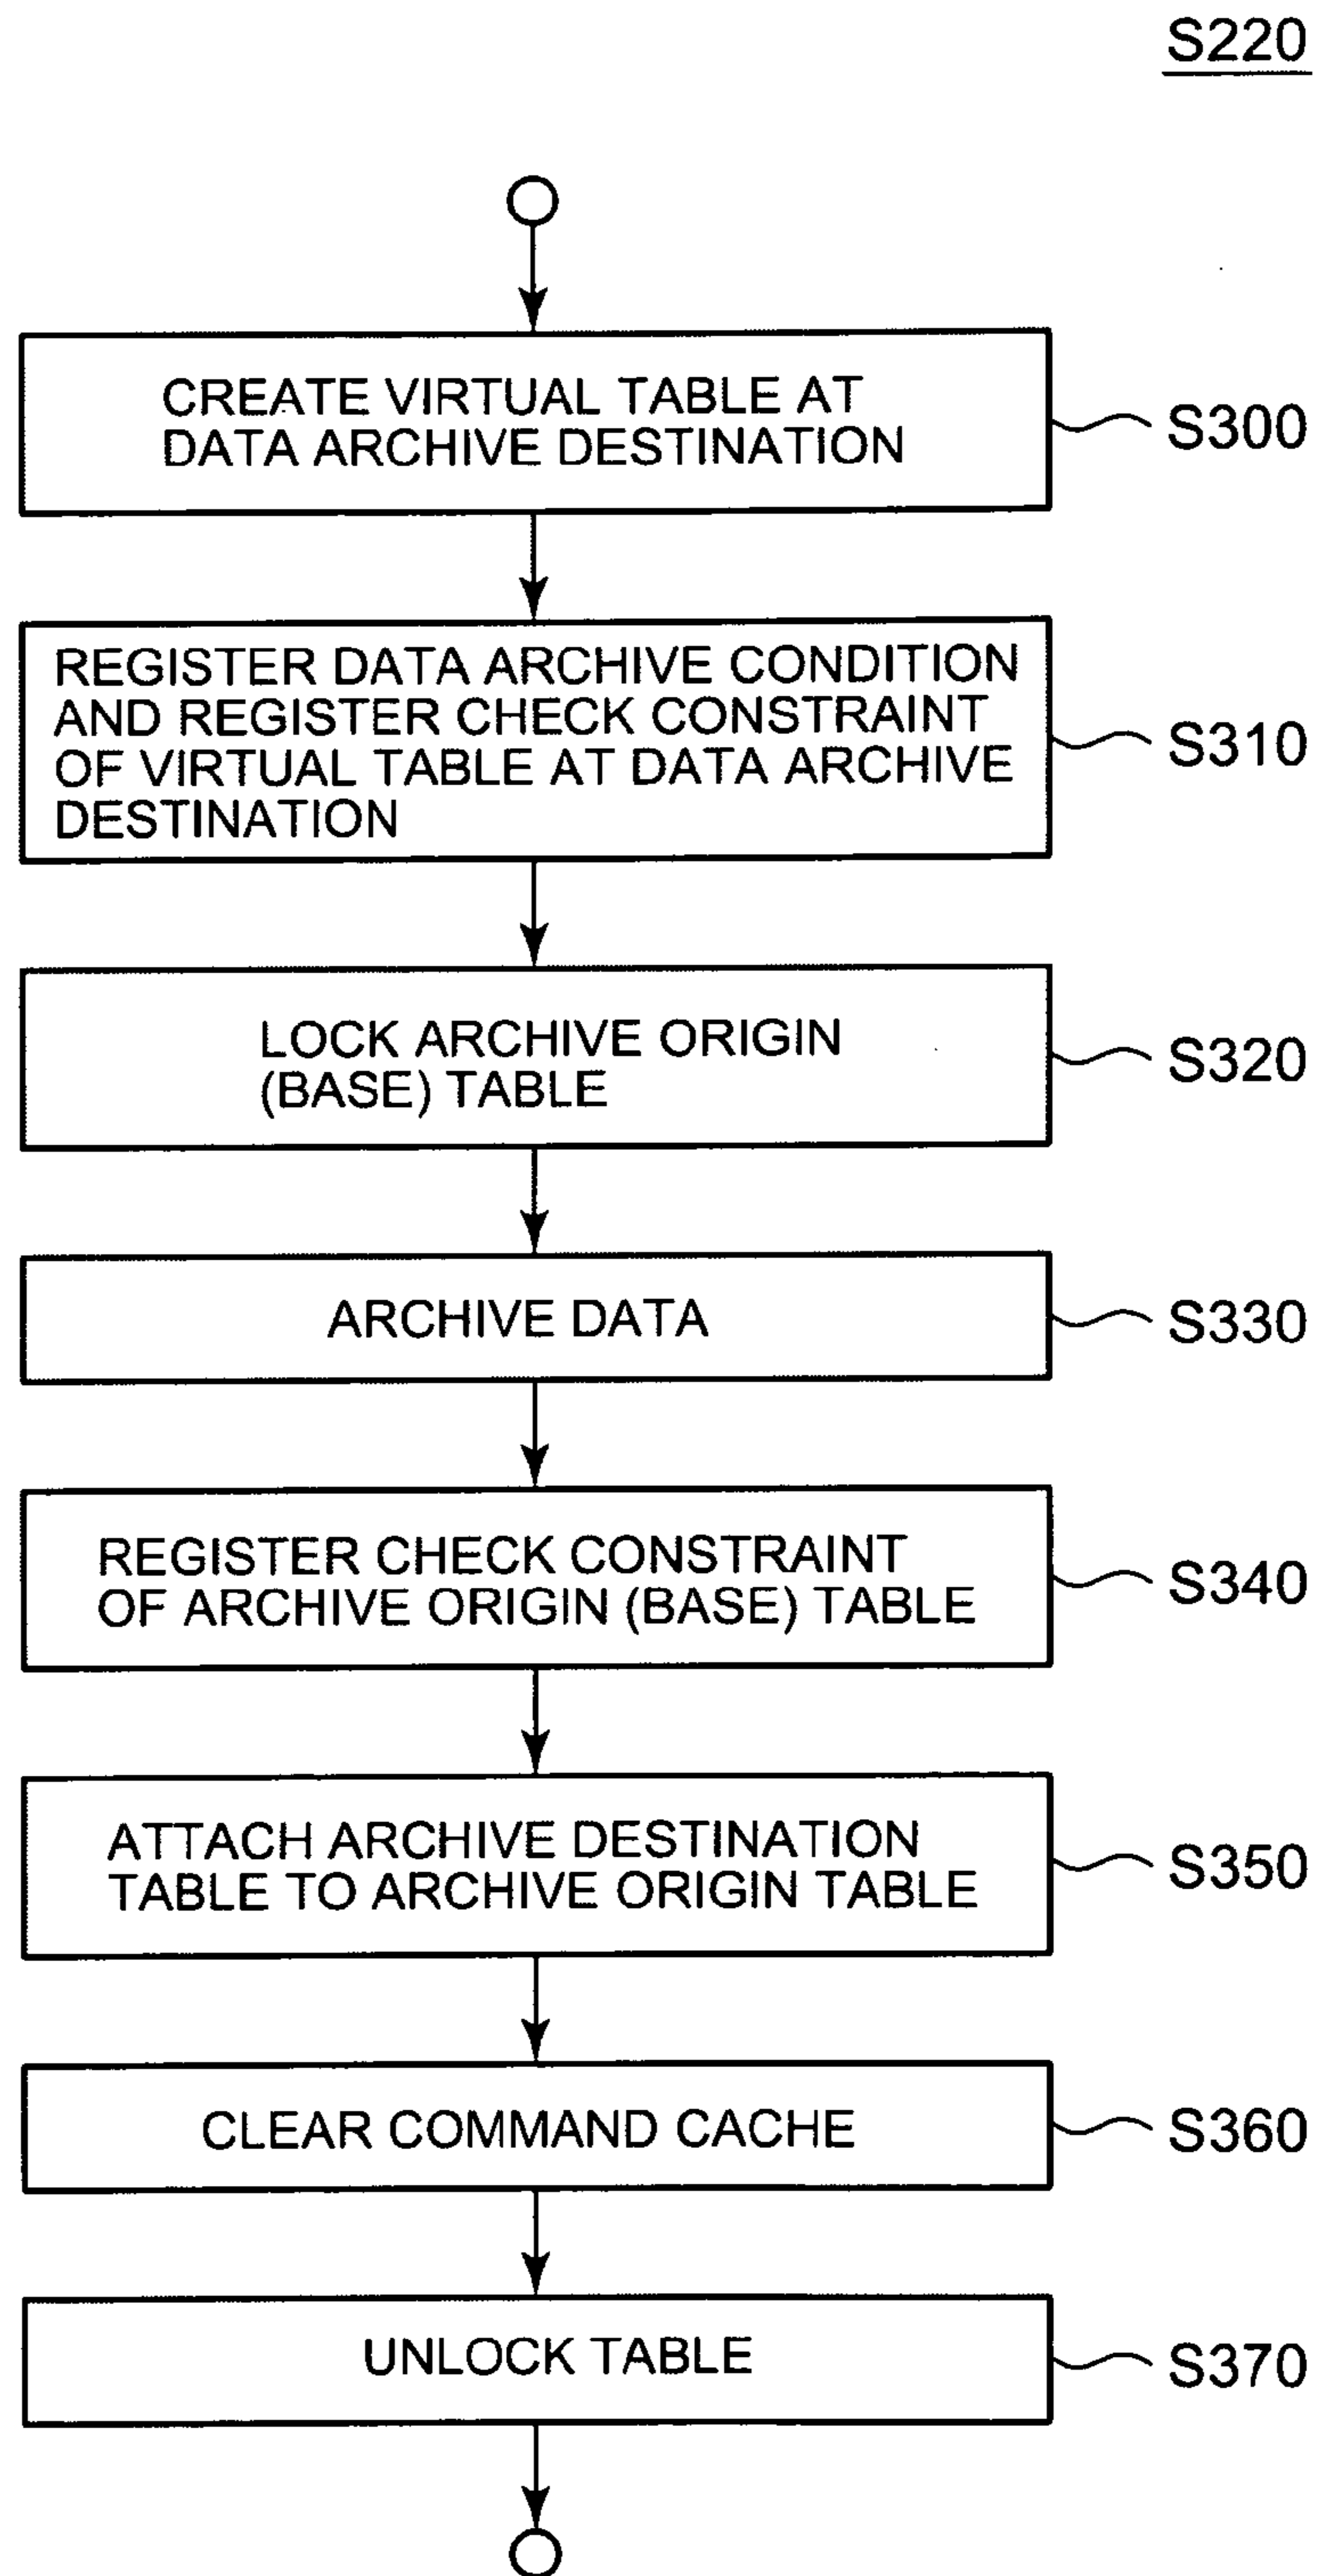 S220
CREATE VIRTUAL TABLE AT
DATA ARCHIVE DESTINATION
S300
REGISTER DATA ARCHIVE CONDITION
AND REGISTER CHECK CONSTRAINT
OF VIRTUAL TABLE AT DATA ARCHIVE
DESTINATION
S310
LOCK ARCHIVE ORIGIN
(BASE) TABLE
S320
ARCHIVE DATA
S330
REGISTER CHECK CONSTRAINT
OF ARCHIVE ORIGIN (BASE) TABLE
S340
ATTACH ARCHIVE DESTINATION
TABLE TO ARCHIVE ORIGIN TABLE
S350
CLEAR COMMAND CACHE
S360
UNLOCK TABLE
S370